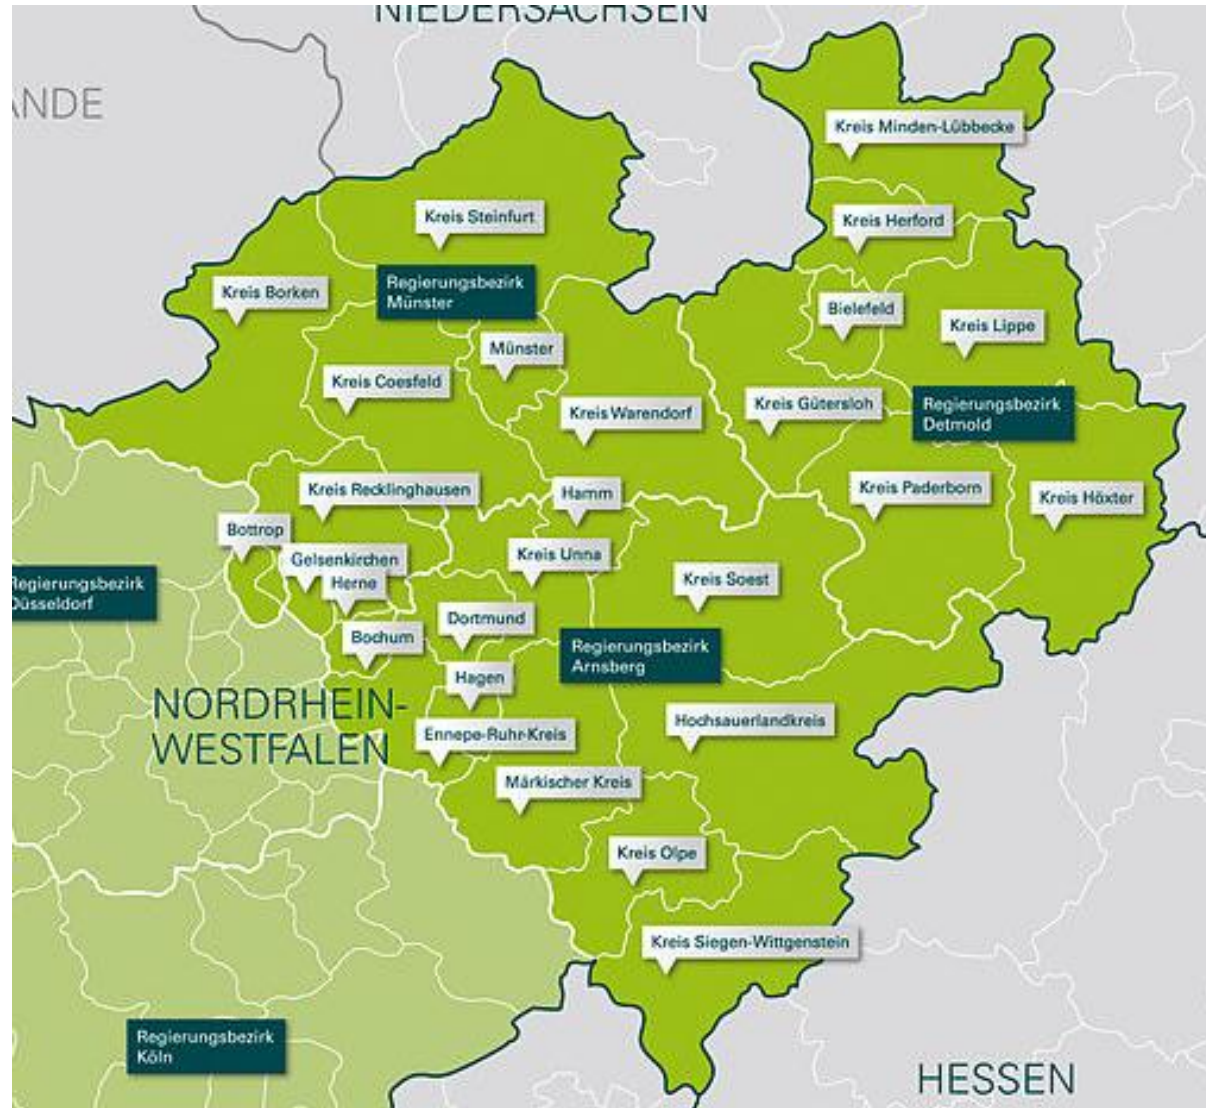 NIEDERSACHSEN
ANDE
Kreis Minden-Lübbecke
Kreis Steinfurt
Kreis Herford
Regierungsbezirk
Münster
Kreis Borken
Bielefeld
Kreis Lippe
Münster
Kreis Coesfeld
Kreis Warendorf
Kreis Gütersloh
Regierungsbezirk
Detmold
Kreis Recklinghausen
Hamm
Kreis Paderborn
Kreis Höxter
Bottrop
Gelsenkirchen
Kreis Unna
Herne
Kreis Soest
Regierungsbezirk
Düsseldorf
Dortmund
Bochum
Regierungsbezirk
Arnsberg
Hagen
NORDRHEIN-
WESTFALEN
Ennepe-Ruhr-Kreis
Hochsauerlandkreis
Märkischer Kreis
Kreis Olpe
Kreis Siegen-Wittgenstein
Regierungsbezirk
Köln
HESSEN